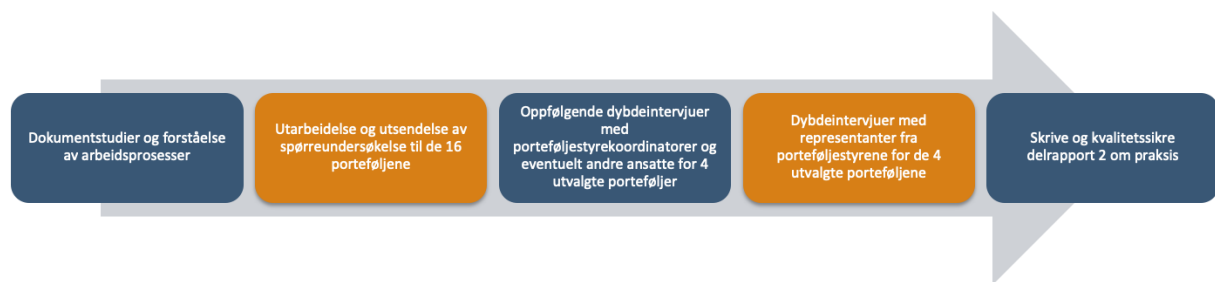 Dokumentstudier og forståelse
av arbeidsprosesser
Utarbeidelse og utsendelse av
spørreundersøkelse til de 16
porteføljene
Oppfølgende dybdeintervjuer
med
porteføljestyrekoordinatorer og
eventuelt andre ansatte for 4
utvalgte porteføljer
Dybdeintervjuer med
representanter fra
porteføljestyrene for de 4
utvalgte porteføljene
Skrive og kvalitetssikre
delrapport 2 om praksis